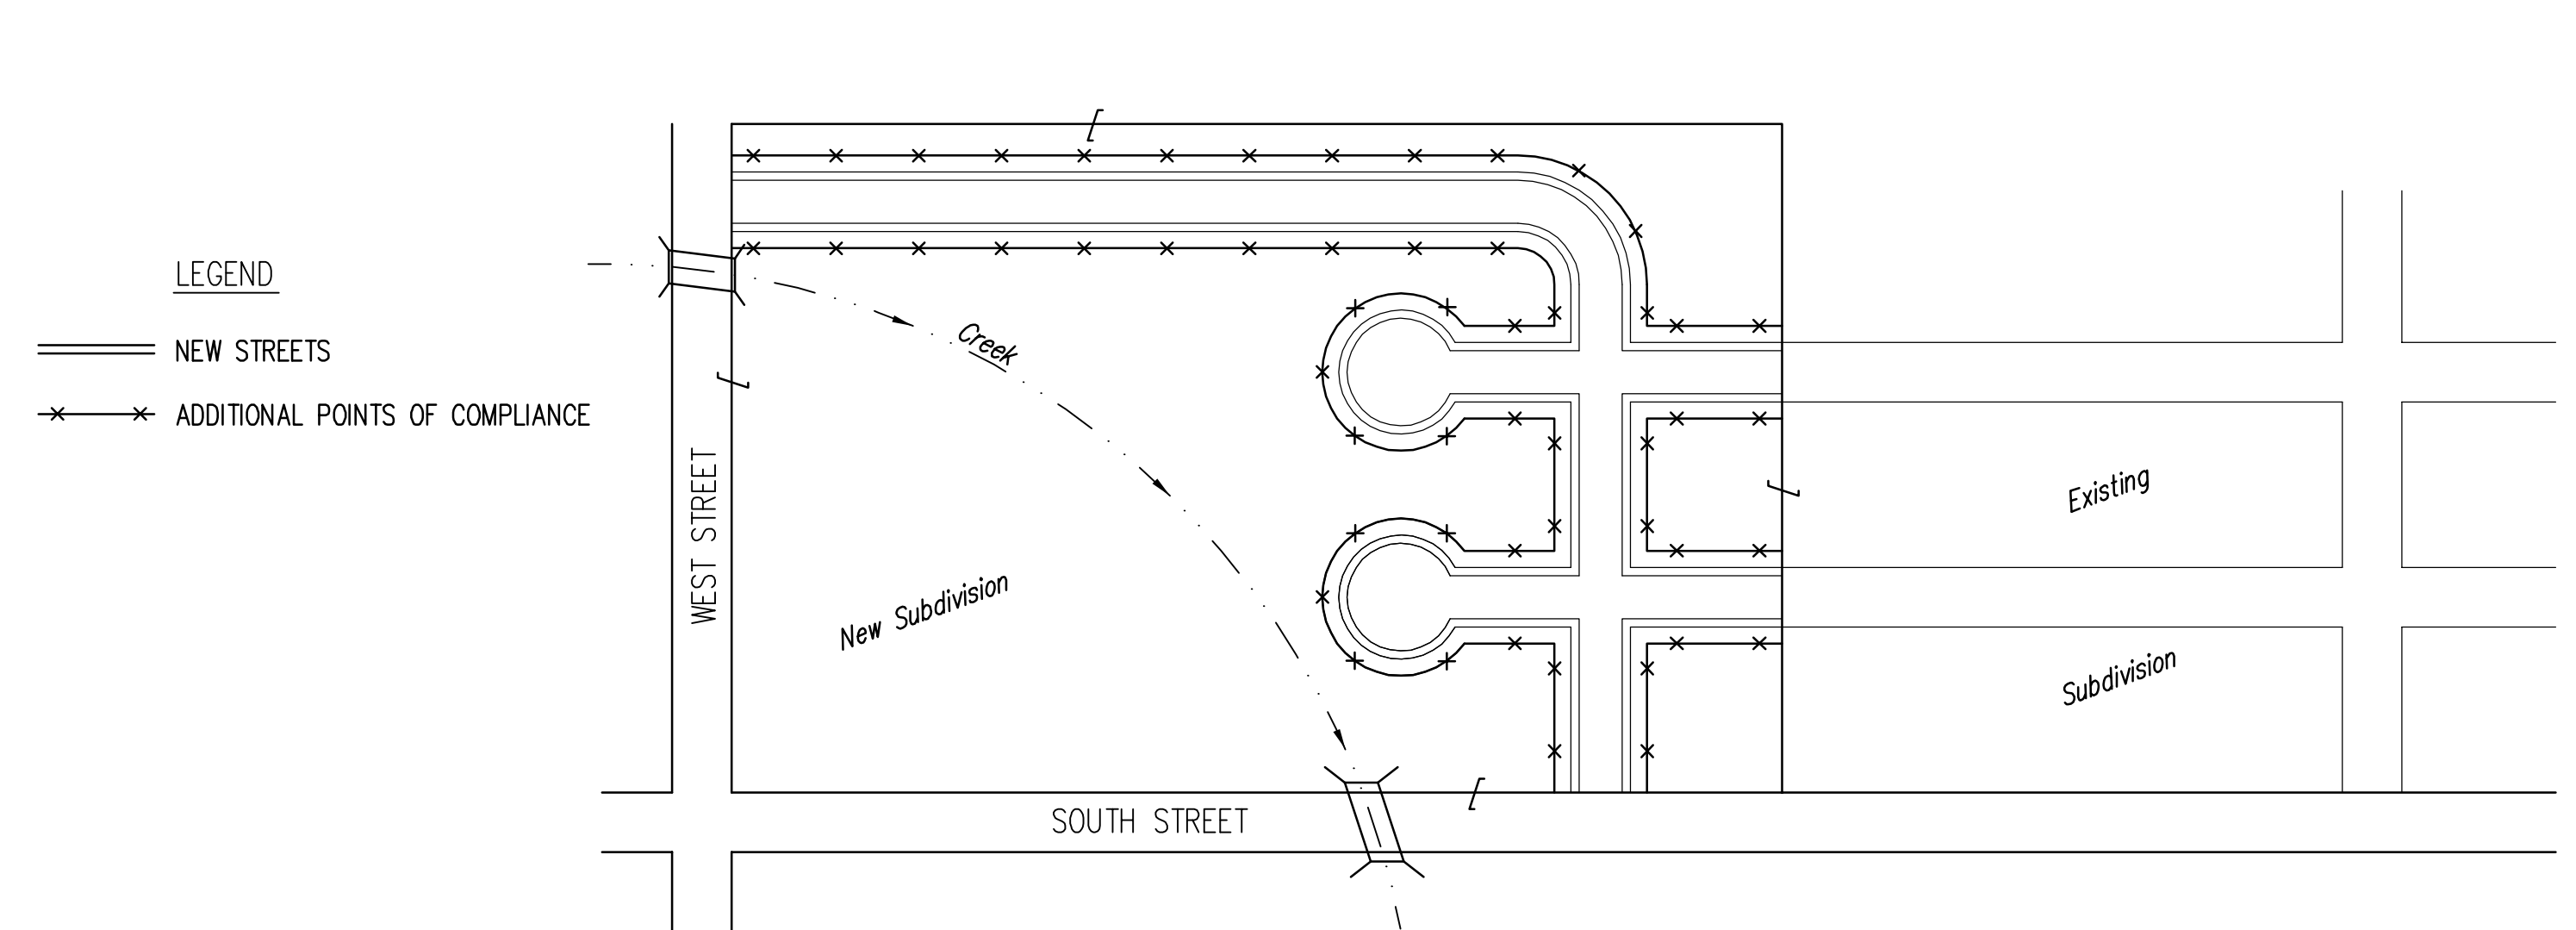 LEGEND
NEW STREETS
ADDITIONAL POINTS OF COMPLIANCE
Creek
WEST STREET
New Subdivision
SOUTH STREET
Existing
Subdivision